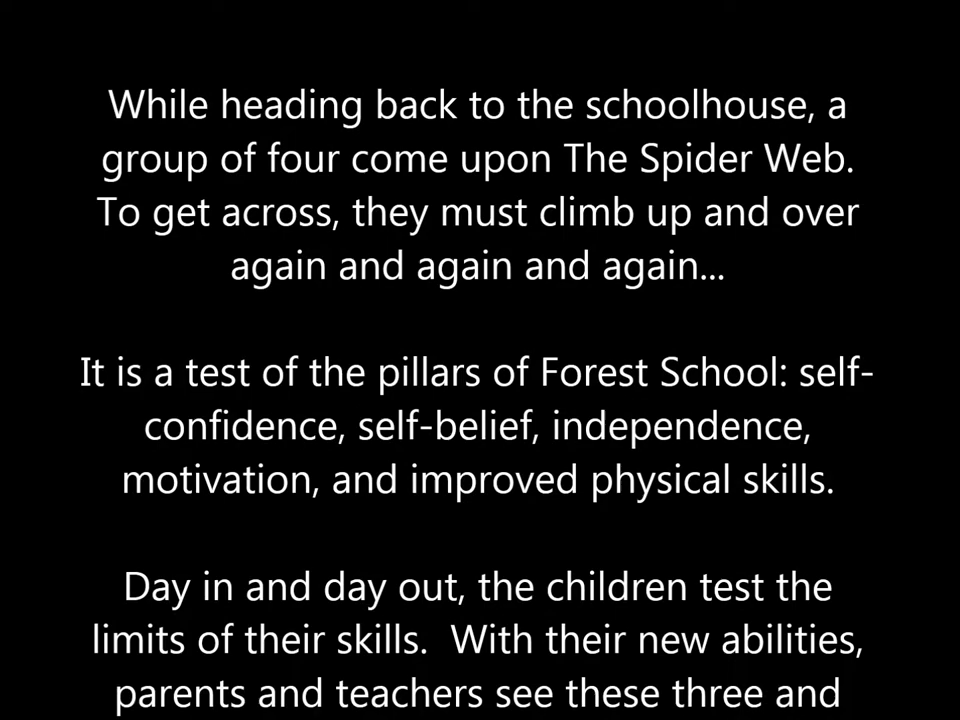 While heading back to the schoolhouse, a
group of four come upon The Spider Web.
To get across, they must climb up and over
again and again and again...
It is a test of the pillars of Forest School: self-
confidence, self-belief, independence,
motivation, and improved physical skills.
Day in and day out, the children test the
limits of their skills.  With their new abilities,
parents and teachers see these three and